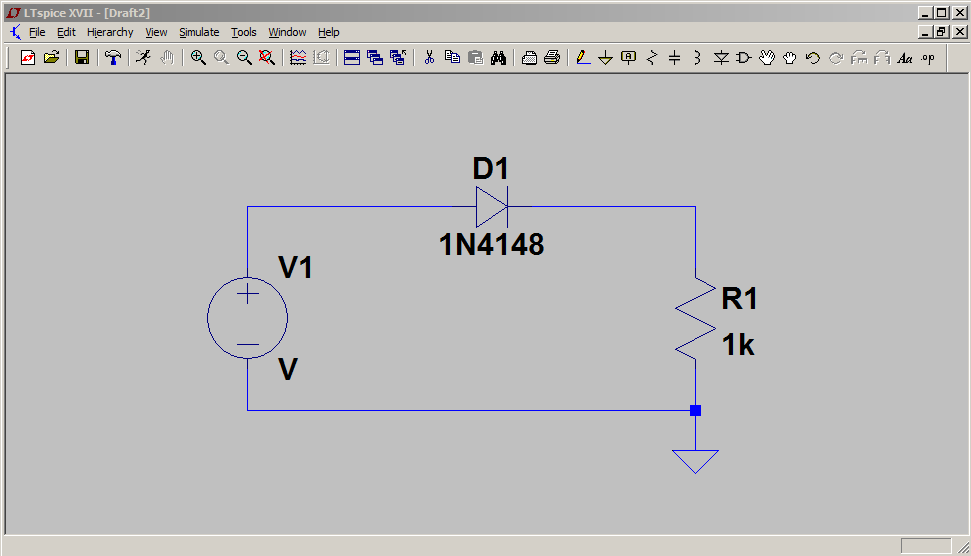 LTspice XVII - [Draft2]
File Edit Hierarchy View Simulate Tools Window Help
Aa .op
D1
1N4148
V1
V
R1
1k